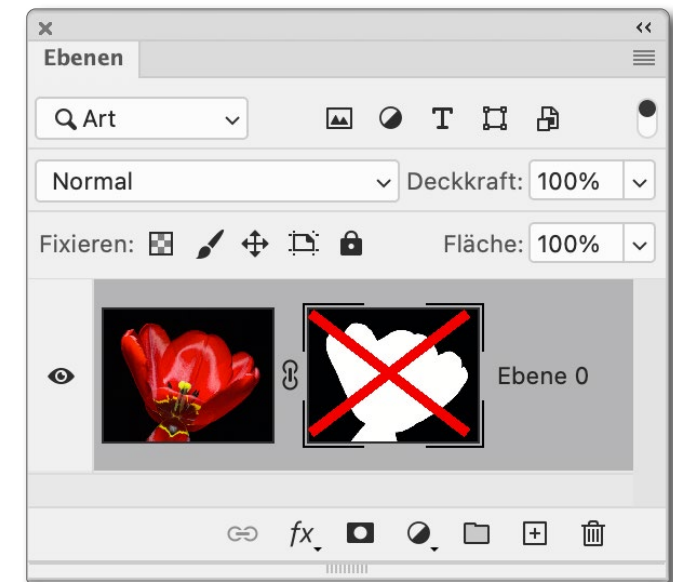 Ebenen
Art
Normal Deckkraft: 100%
Fixieren: Fläche: 100%
Ebene 0
fx